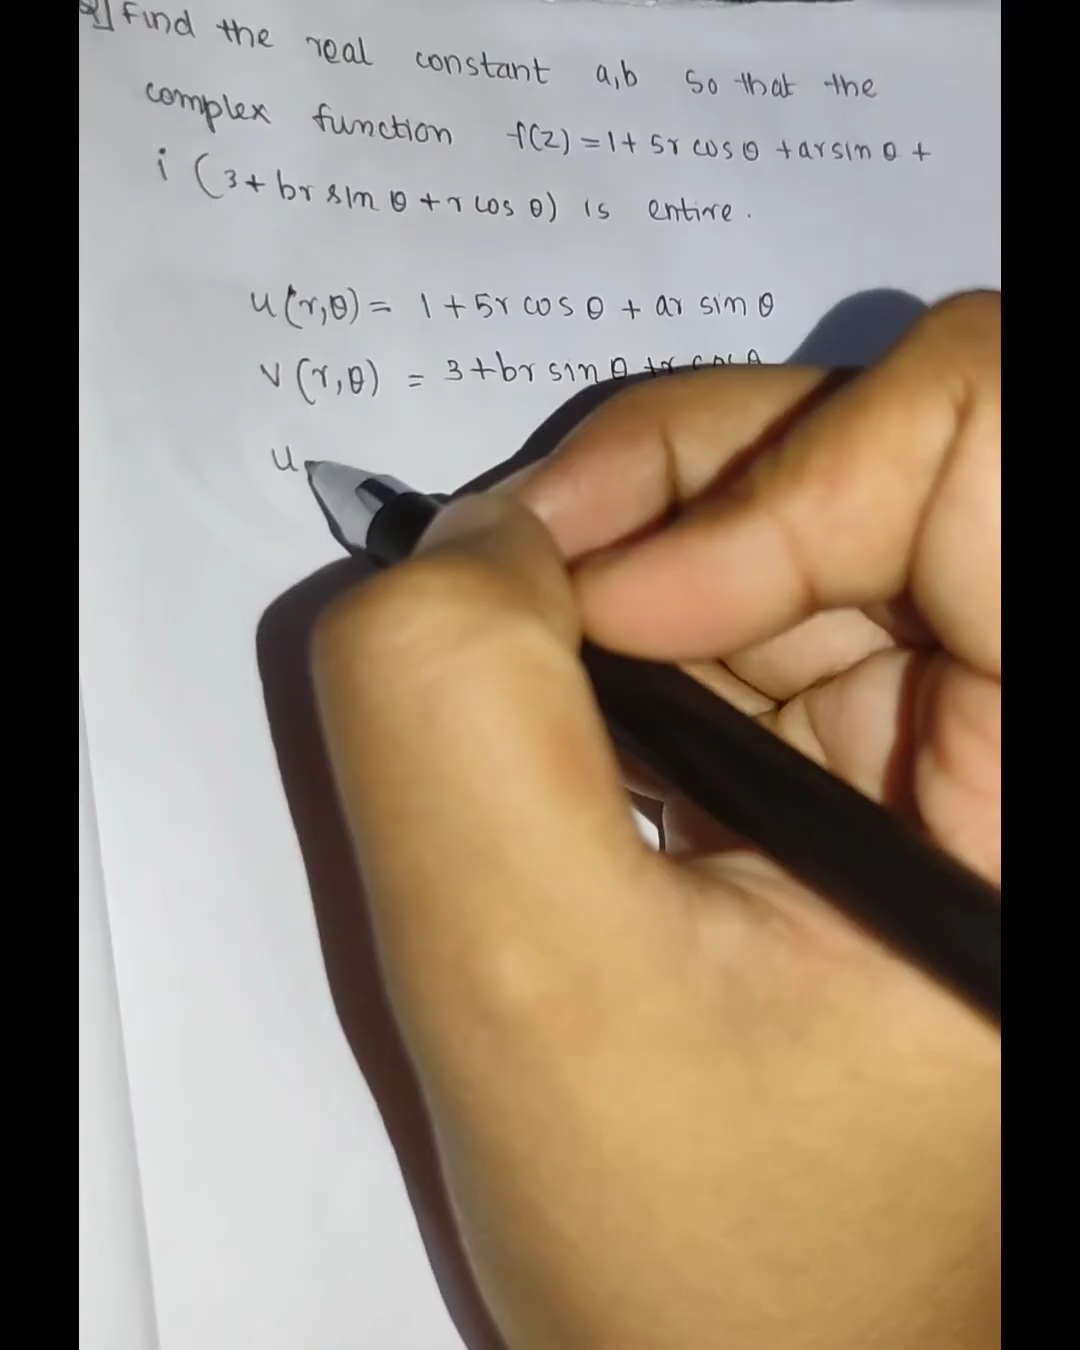 Q] Find the real constant a,b so that the
complex function f(z) = 1 + 5r cos θ + ar sin θ +
i (3 + br sin θ + r cos θ) is entire.
u (r,θ) = 1 + 5r cos θ + ar sin θ
v (r,θ) = 3 + br sin θ + r cos θ
u